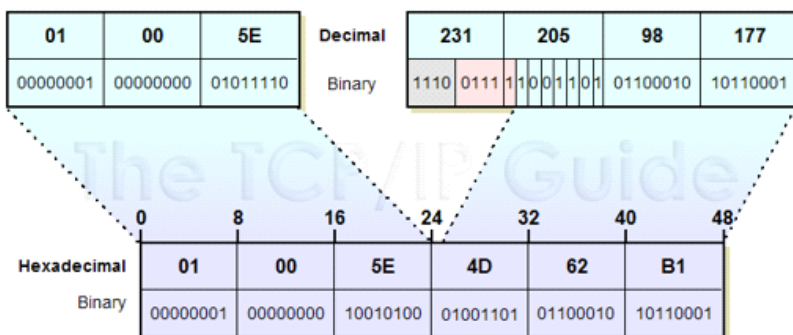 01 00 5E Decimal 231 205 98 177
00000001 00000000 01011110 Binary 1110 0111 1 1 0 0 1 1 0 1 01100010 10110001
The TCP/IP Guide
0 8 16 24 32 40 48
Hexadecimal 01 00 5E 4D 62 B1
Binary 00000001 00000000 10010100 01001101 01100010 10110001